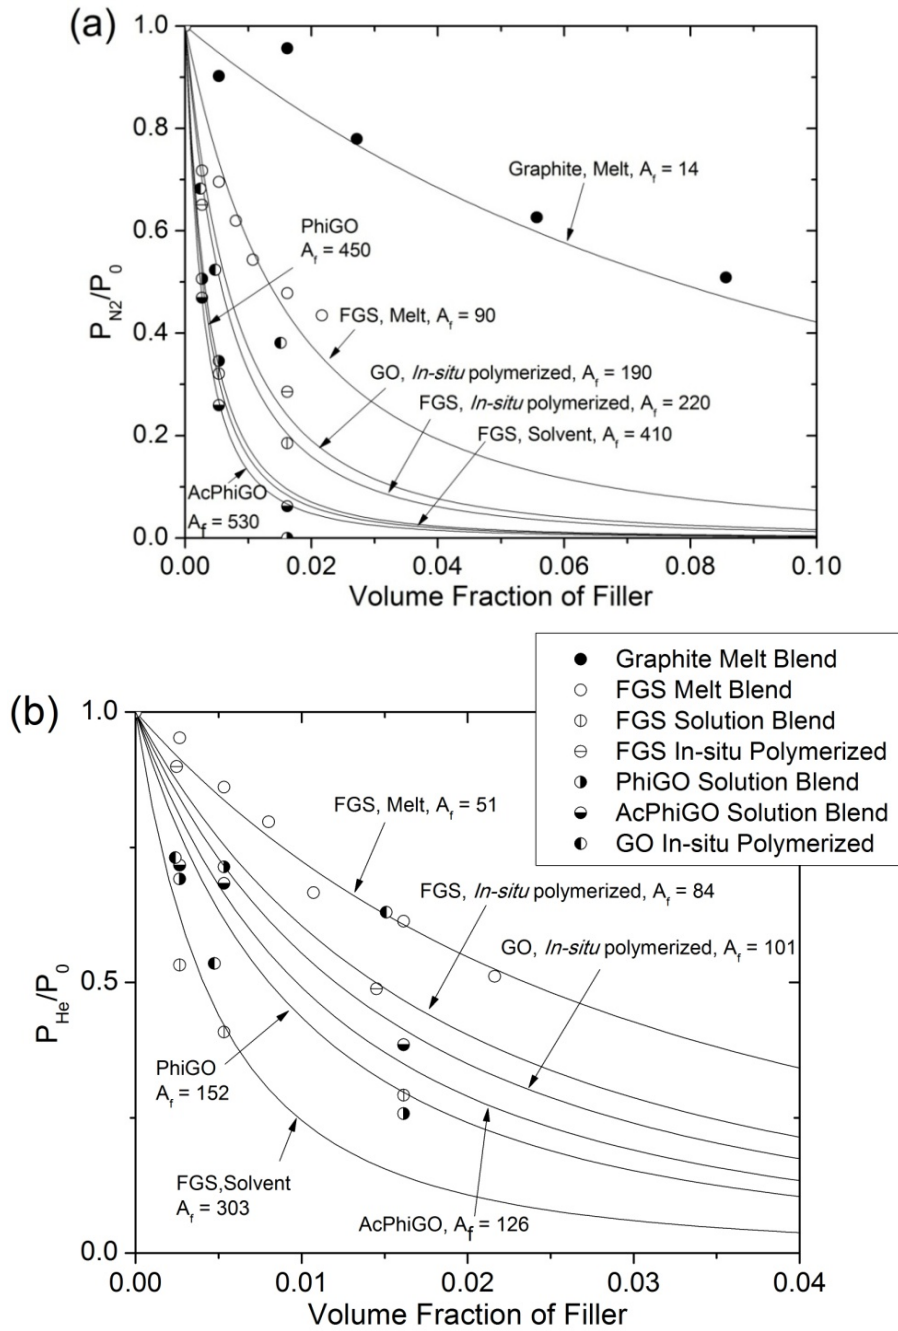 (a)
1.0
0.8
0.6
0.4
0.2
0.0
P_N2/P_0
Graphite, Melt, A_f = 14
PhiGO
A_f = 450
FGS, Melt, A_f = 90
GO, In-situ polymerized, A_f = 190
FGS, In-situ polymerized, A_f = 220
FGS, Solvent, A_f = 410
AcPhiGO
A_f = 530
0.00 0.02 0.04 0.06 0.08 0.10
Volume Fraction of Filler
Graphite Melt Blend
FGS Melt Blend
FGS Solution Blend
FGS In-situ Polymerized
PhiGO Solution Blend
AcPhiGO Solution Blend
GO In-situ Polymerized
(b)
1.0
0.5
0.0
P_He/P_0
FGS, Melt, A_f = 51
FGS, In-situ polymerized, A_f = 84
GO, In-situ polymerized, A_f = 101
PhiGO
A_f = 152
FGS,Solvent
A_f = 303
AcPhiGO, A_f = 126
0.00 0.01 0.02 0.03 0.04
Volume Fraction of Filler